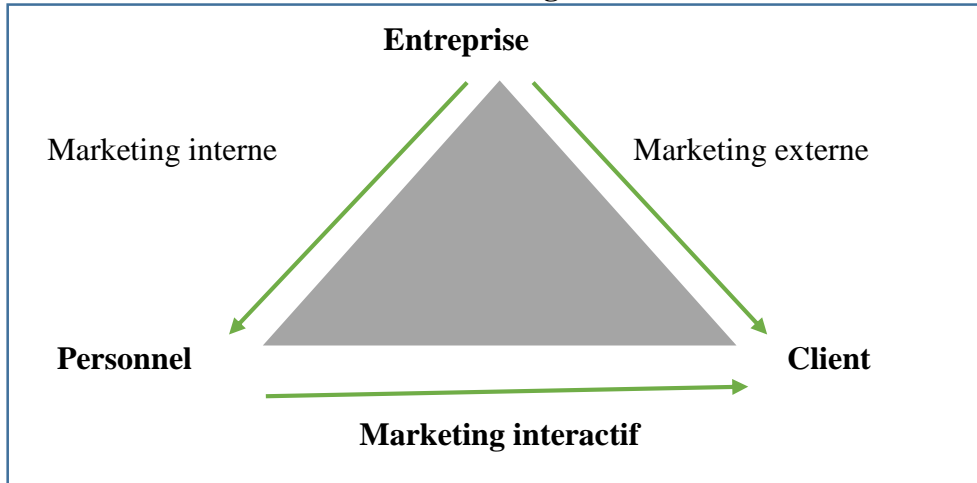 Entreprise
Marketing interne
Marketing externe
Personnel
Client
Marketing interactif